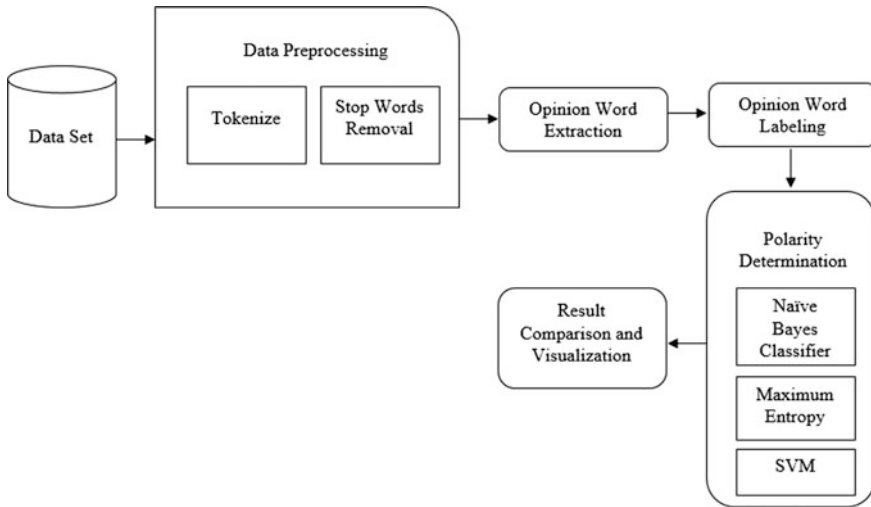 Data Set
Data Preprocessing
Tokenize
Stop Words
Removal
Opinion Word
Extraction
Opinion Word
Labeling
Polarity
Determination
Naïve
Bayes
Classifier
Maximum
Entropy
SVM
Result
Comparison and
Visualization